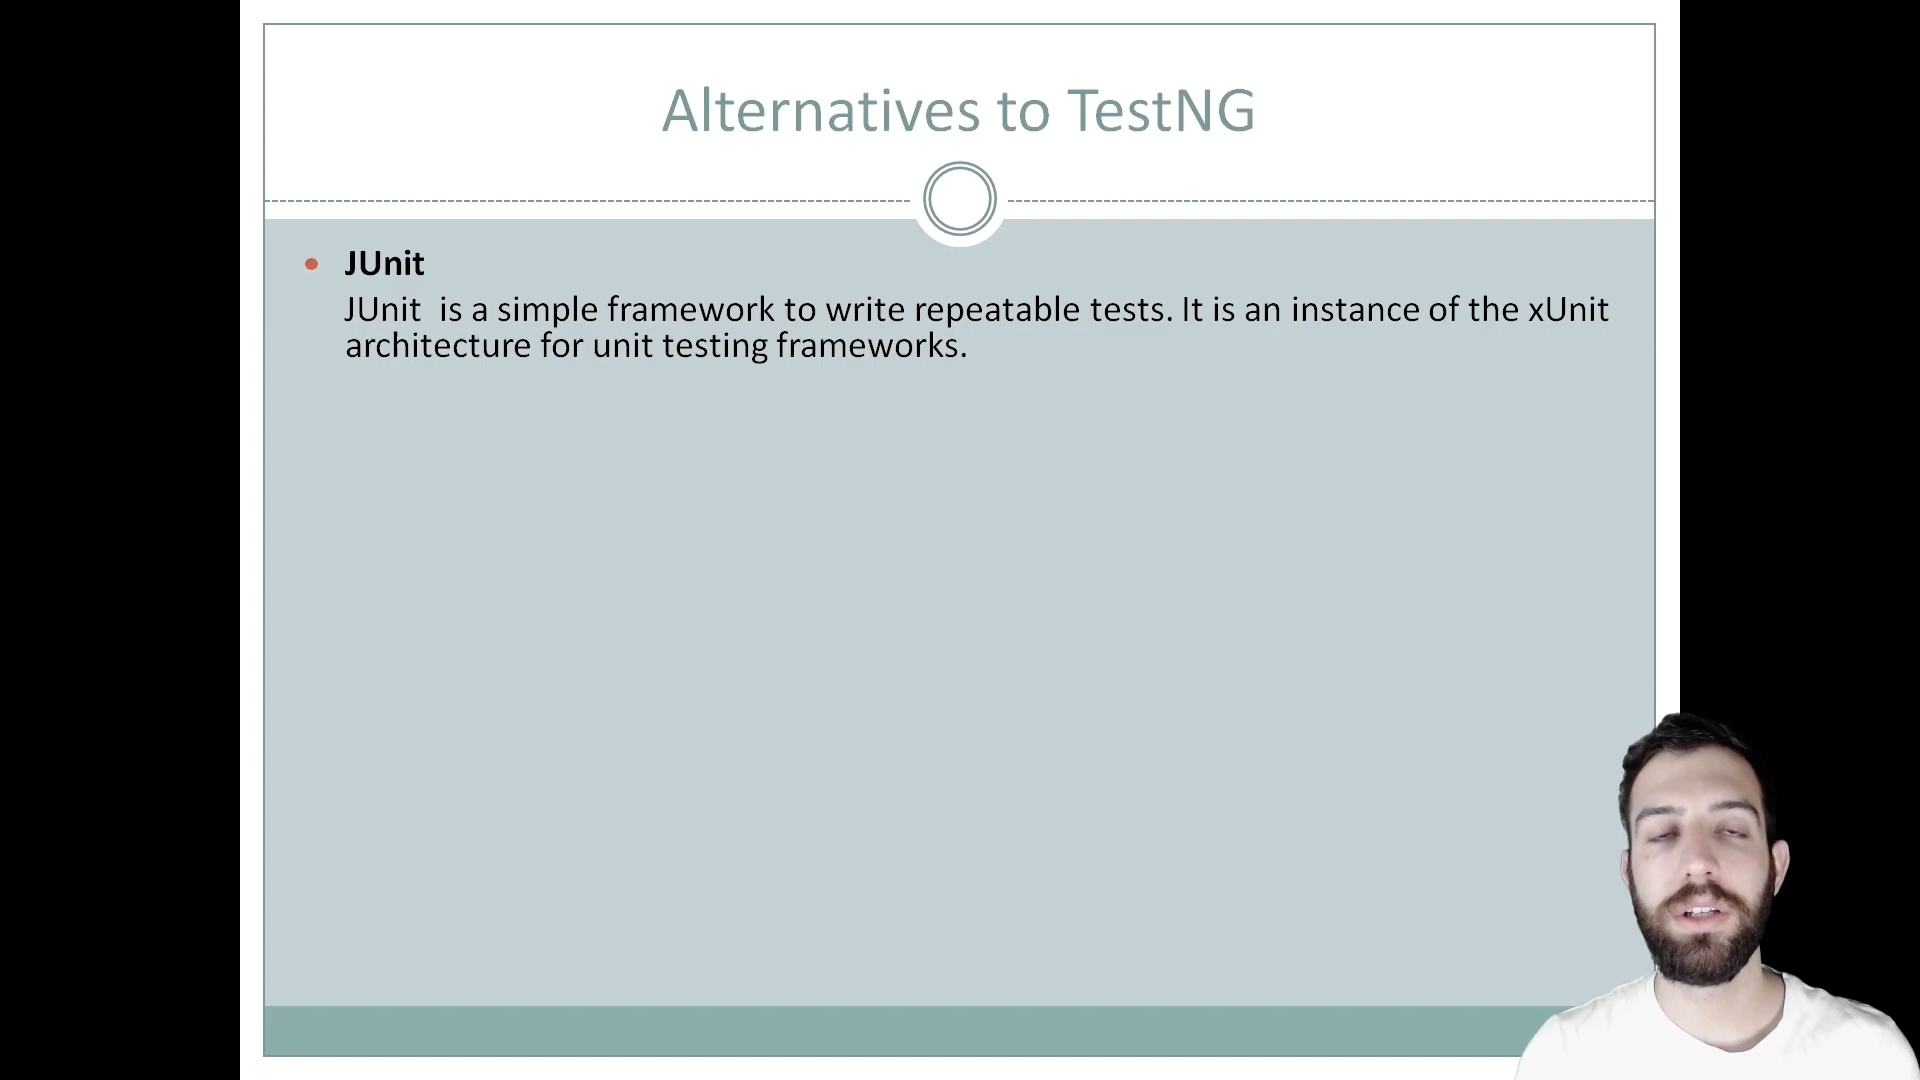 Alternatives to TestNG
JUnit
JUnit  is a simple framework to write repeatable tests. It is an instance of the xUnit
architecture for unit testing frameworks.